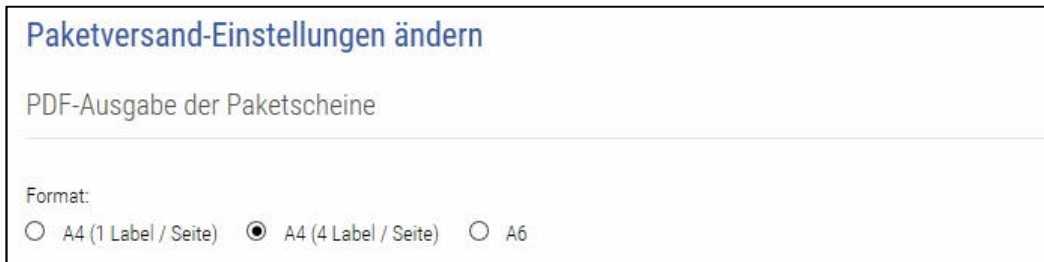 Paketversand-Einstellungen ändern
PDF-Ausgabe der Paketscheine
Format:
A4 (1 Label / Seite) A4 (4 Label / Seite) A6